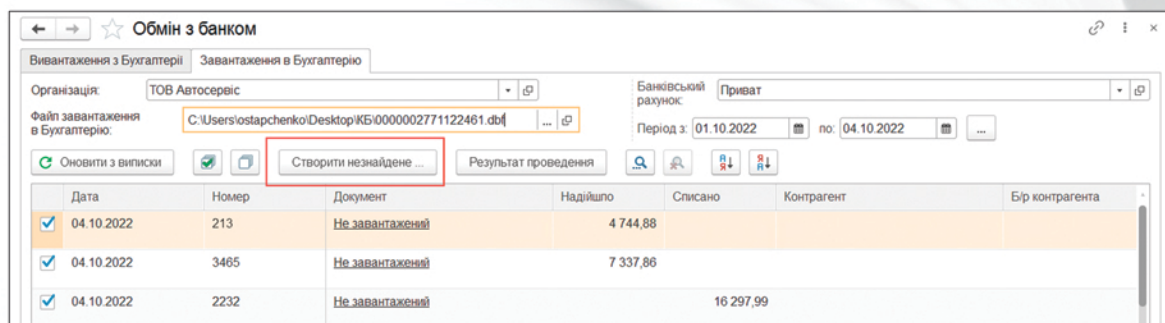 Обмін з банком
Вивантаження з Бухгалтерії Завантаження в Бухгалтерію
Організація: ТОВ Автосервіс Банківський рахунок: Приват
Файл завантаження в Бухгалтерію: C:\Users\ostapchenko\Desktop\КБ\0000002771122461.dbf ... Період з: 01.10.2022 по: 04.10.2022 ...
Оновити з виписки Створити незнайдене ... Результат проведення
Дата Номер Документ Надійшло Списано Контрагент Б/р контрагента
04.10.2022 213 Не завантажений 4 744,88
04.10.2022 3465 Не завантажений 7 337,86
04.10.2022 2232 Не завантажений 16 297,99